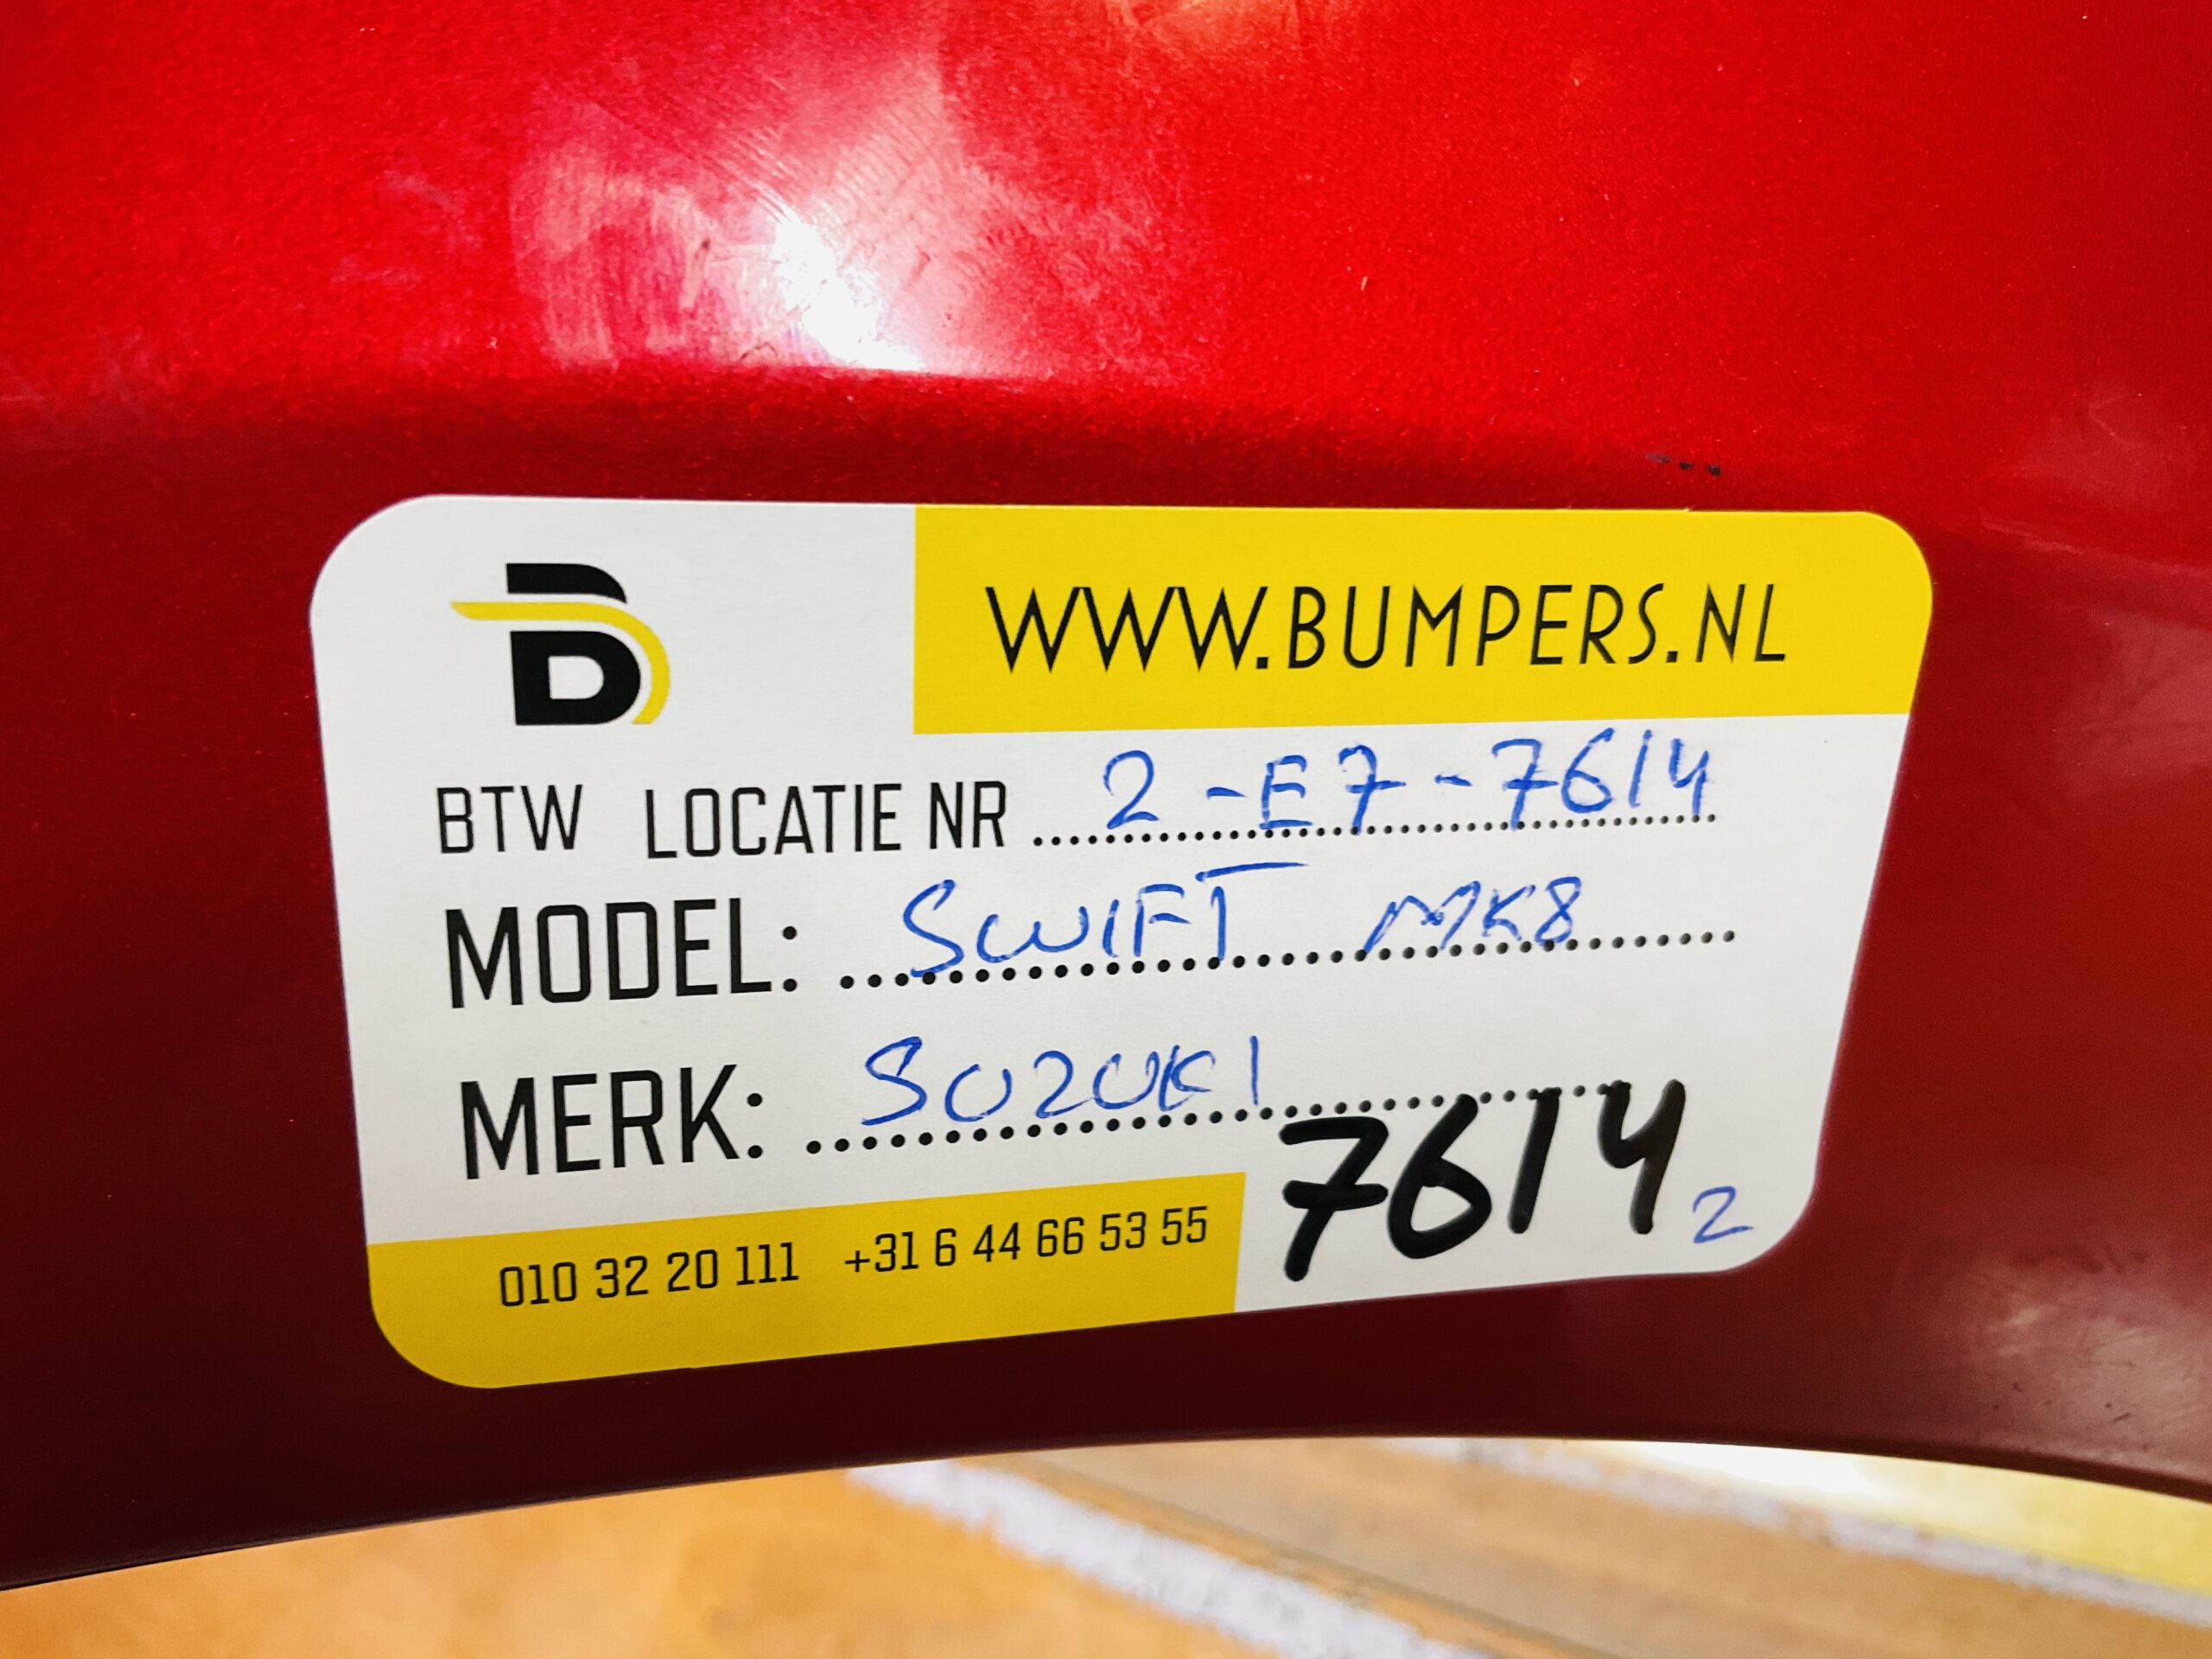 B
WWW.BUMPERS.NL
BTW LOCATIE NR 2-E7-7614
MODEL: SWIFT MK8
MERK: SUZUKI
7614 2
010 32 20 111 +31 6 44 66 53 55